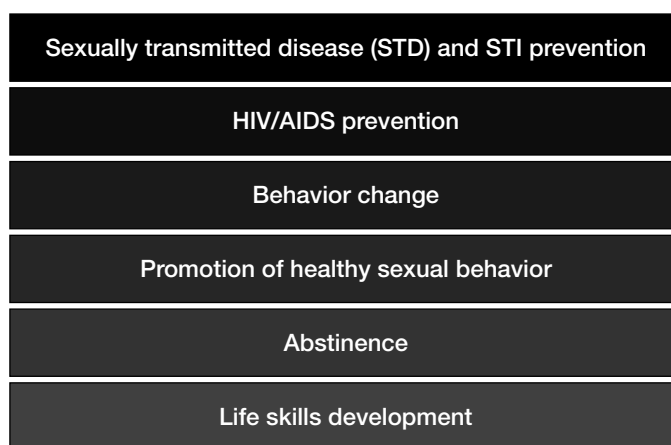 Sexually transmitted disease (STD) and STI prevention
HIV/AIDS prevention
Behavior change
Promotion of healthy sexual behavior
Abstinence
Life skills development